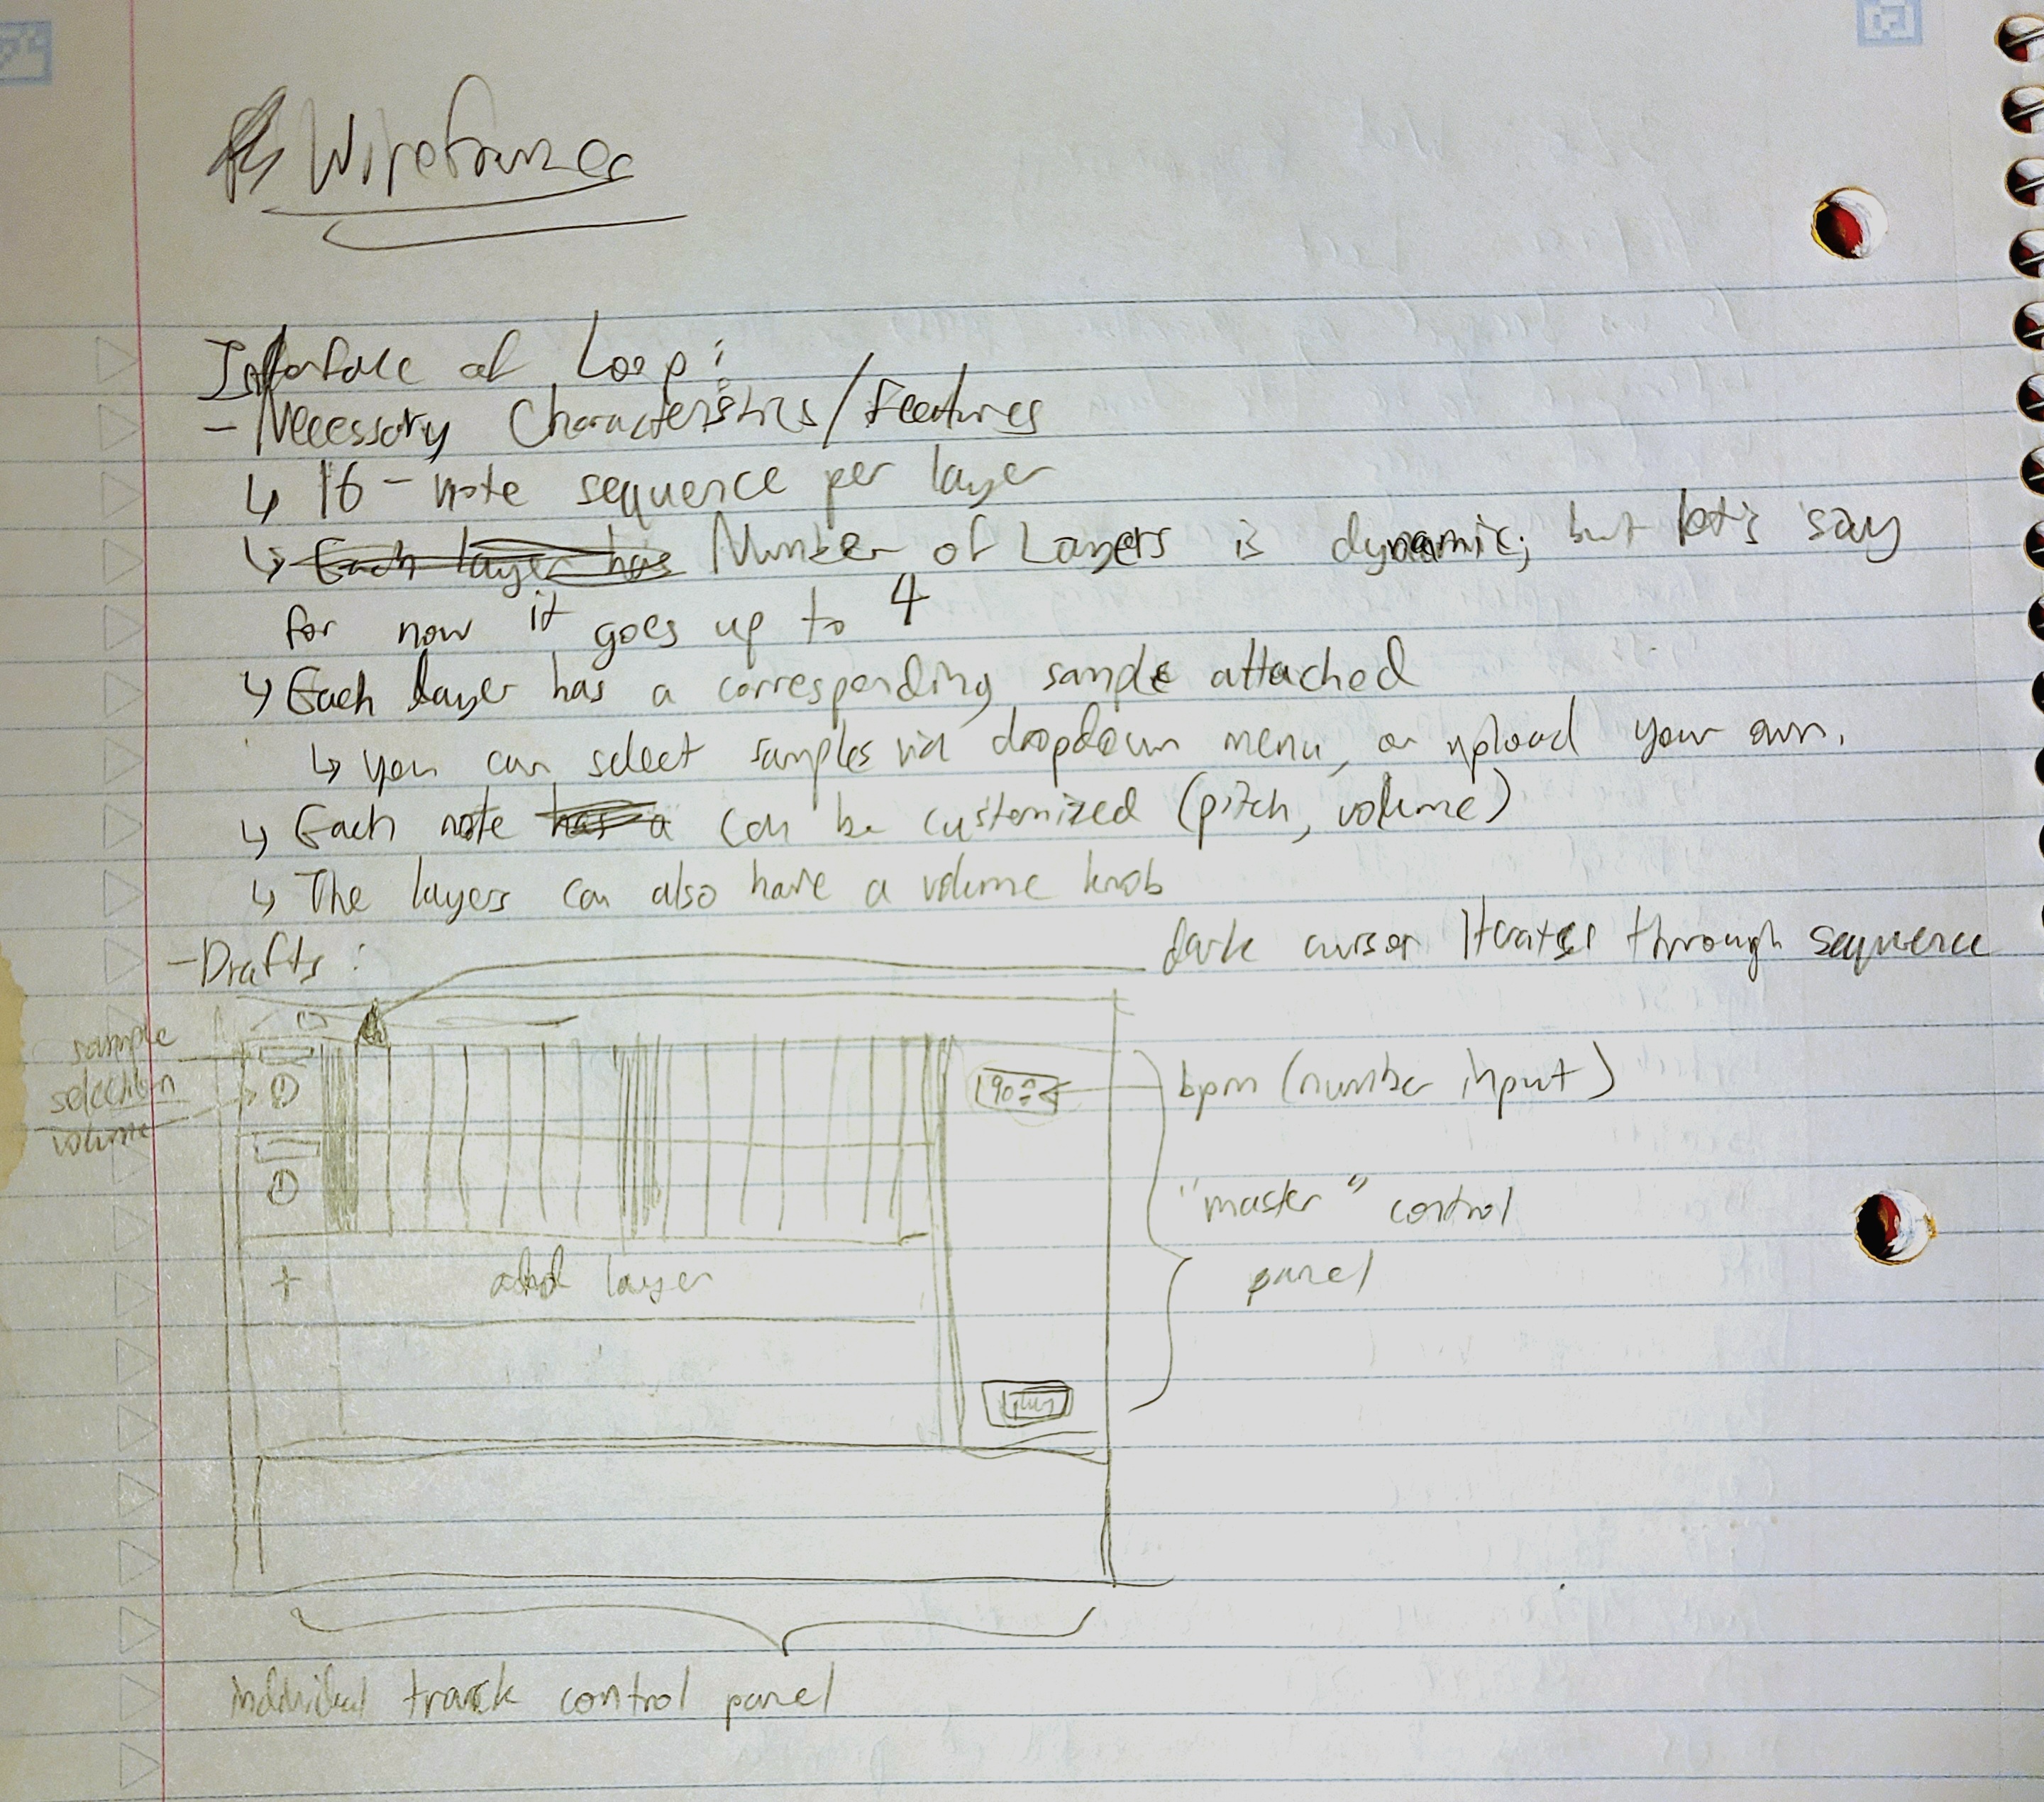 Wireframes
Interface of Loop:
- Necessary Characteristics/Features
↳ 16-note sequence per layer
↳ Each layer has Number of Layers is dynamic, but let's say
for now it goes up to 4
↳ Each layer has a corresponding sample attached
↳ you can select samples via dropdown menu, or upload your own.
↳ Each note has a can be customized (pitch, volume)
↳ The layers can also have a volume knob
- Drafts:
dark cursor iterates through sequence
sample
selection
volume
90
bpm (number input)
"master" control
panel
+ add layer
individual track control panel